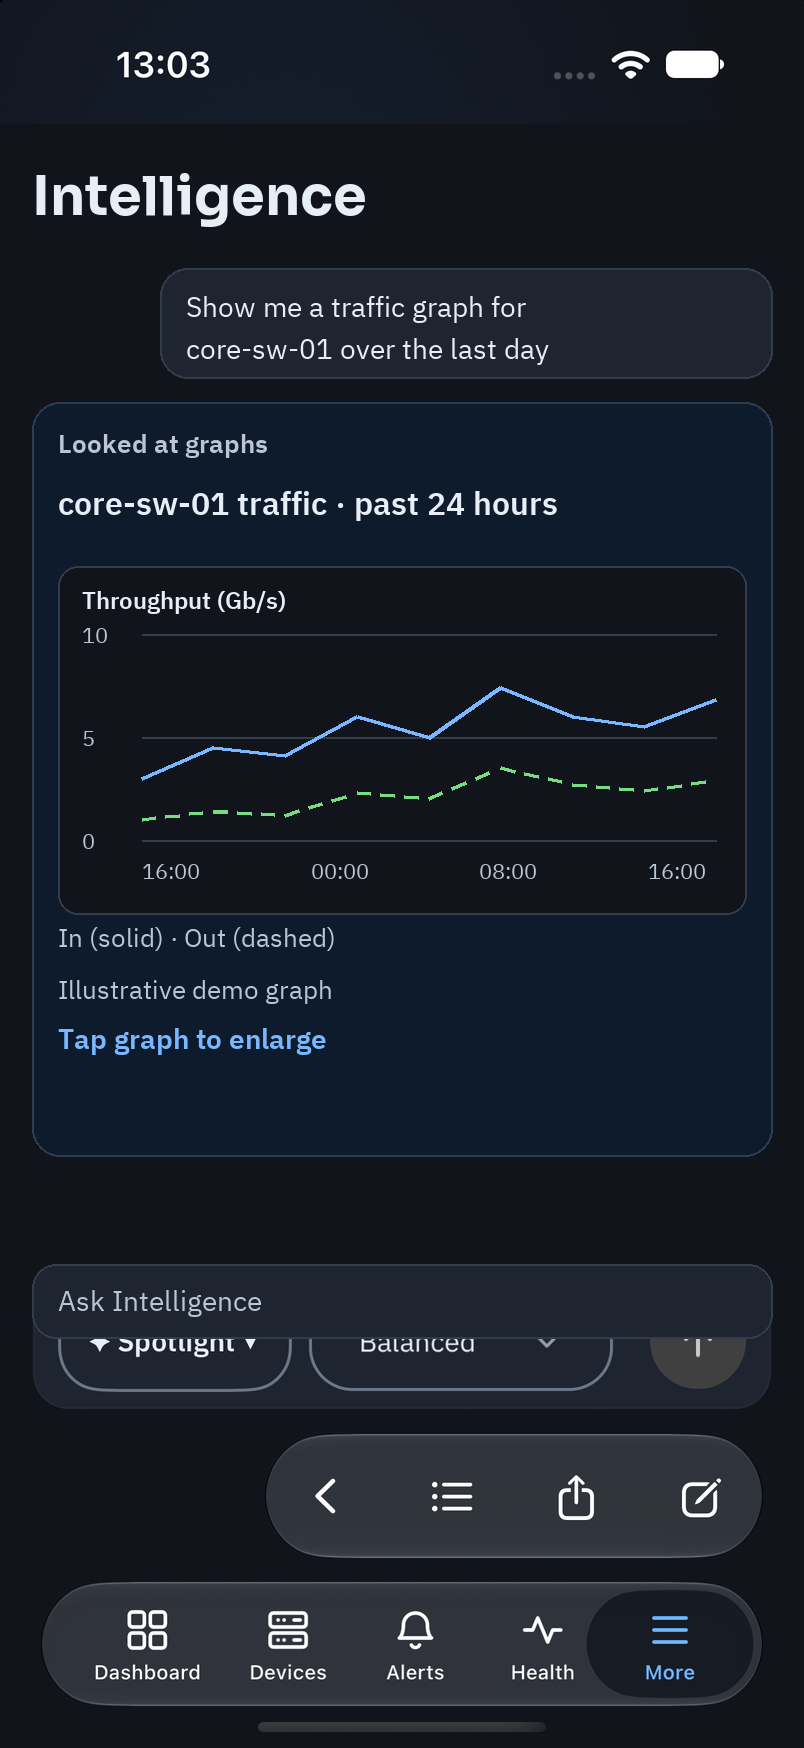 13:03
Intelligence
Show me a traffic graph for
core-sw-01 over the last day
Looked at graphs
core-sw-01 traffic · past 24 hours
Throughput (Gb/s)
10
5
0
16:00 00:00 08:00 16:00
In (solid) · Out (dashed)
Illustrative demo graph
Tap graph to enlarge
Ask Intelligence
Spotlight Balanced
Dashboard Devices Alerts Health More